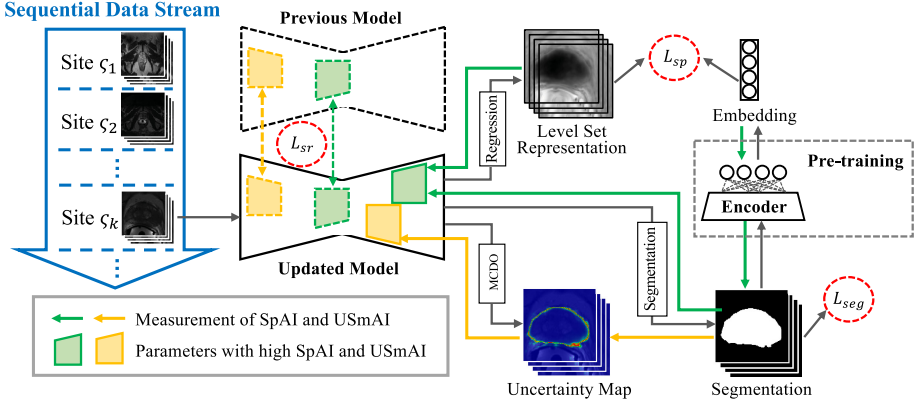 Sequential Data Stream
Site ς1
Site ς2
Site ςk
Previous Model
Lsr
Updated Model
Regression
Level Set
Representation
Lsp
Embedding
Pre-training
Encoder
MCDO
Segmentation
Uncertainty Map
Segmentation
Lseg
Measurement of SpAI and USmAI
Parameters with high SpAI and USmAI